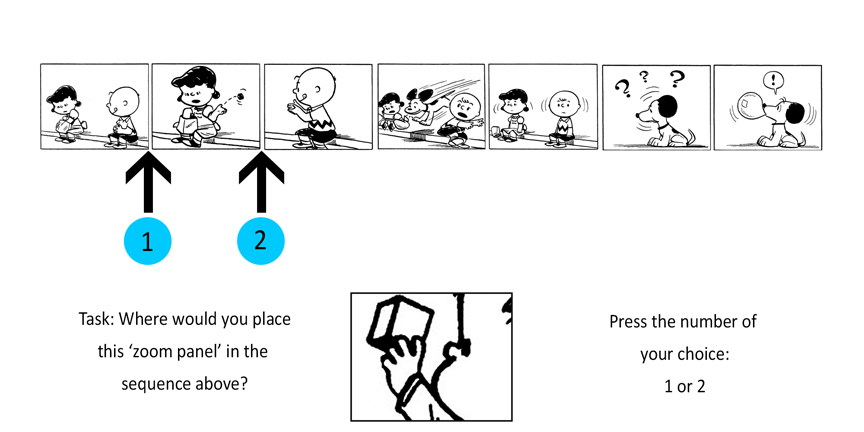 ? ? ?
!
1
2
Task: Where would you place
this ‘zoom panel’ in the
sequence above?
Press the number of
your choice:
1 or 2